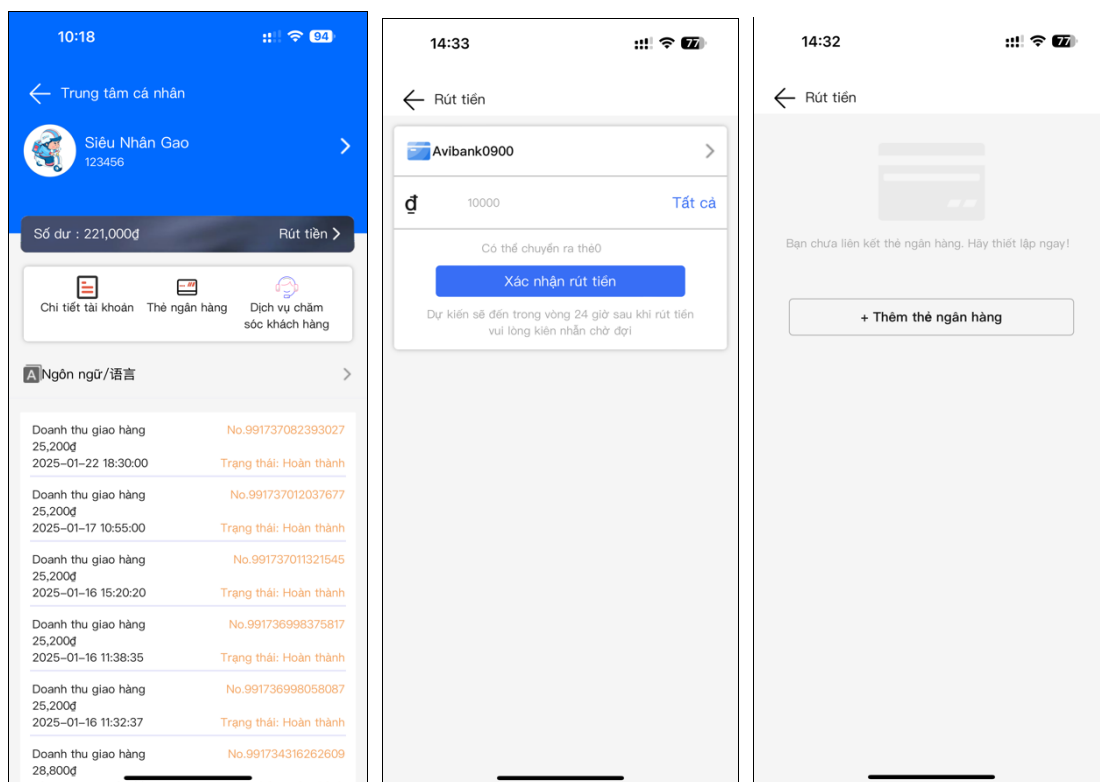 10:18
94
Trung tâm cá nhân
Siêu Nhân Gao
123456
Số dư : 221,000₫
Rút tiền
Chi tiết tài khoản
Thẻ ngân hàng
Dịch vụ chăm
sóc khách hàng
A Ngôn ngữ/语言
Doanh thu giao hàng
No.991737082393027
25,200₫
2025-01-22 18:30:00
Trạng thái: Hoàn thành
Doanh thu giao hàng
No.991737012037677
25,200₫
2025-01-17 10:55:00
Trạng thái: Hoàn thành
Doanh thu giao hàng
No.991737011321545
25,200₫
2025-01-16 15:20:20
Trạng thái: Hoàn thành
Doanh thu giao hàng
No.991736998375817
25,200₫
2025-01-16 11:38:35
Trạng thái: Hoàn thành
Doanh thu giao hàng
No.991736998058087
25,200₫
2025-01-16 11:32:37
Trạng thái: Hoàn thành
Doanh thu giao hàng
No.991734316262609
28,800₫
14:33
77
Rút tiền
Avibank0900
₫
10000
Tất cả
Có thể chuyển ra thẻ0
Xác nhận rút tiền
Dự kiến sẽ đến trong vòng 24 giờ sau khi rút tiền
vui lòng kiên nhẫn chờ đợi
14:32
77
Rút tiền
Bạn chưa liên kết thẻ ngân hàng. Hãy thiết lập ngay!
+ Thêm thẻ ngân hàng